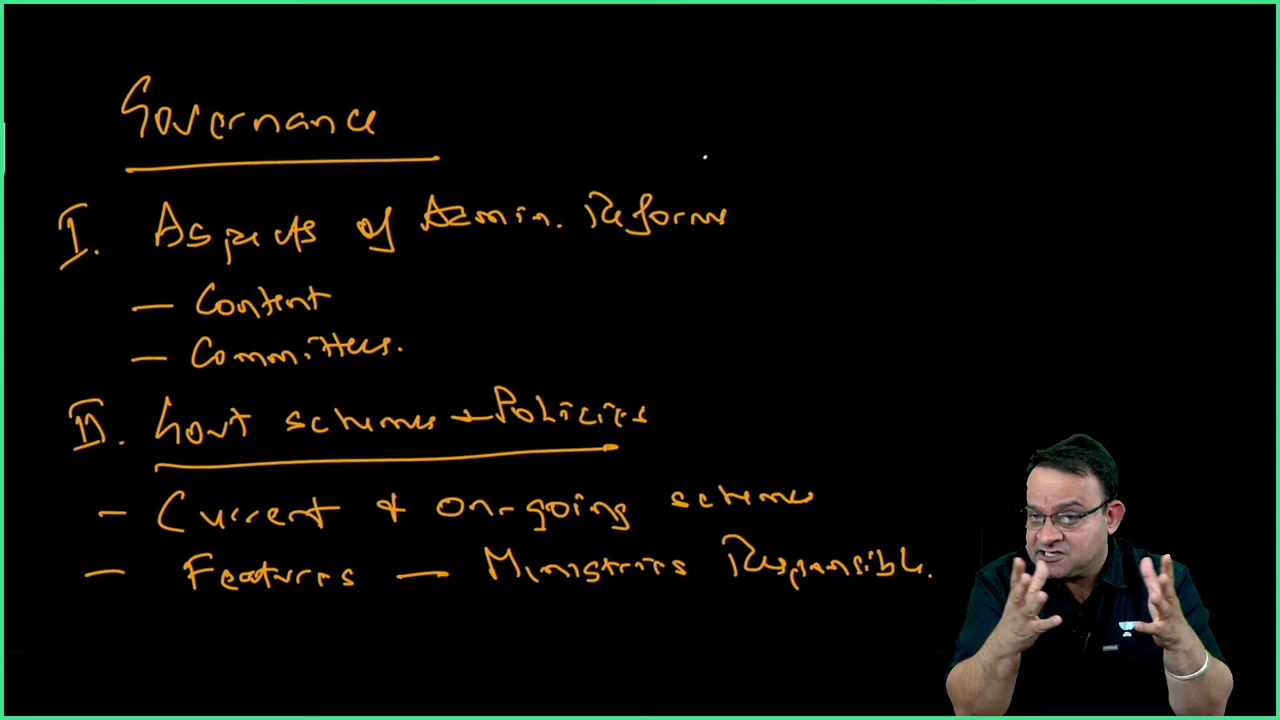 Governance
I. Aspects of Admin. Reforms
— Content
— Committees.
II. Govt schemes + Policies
- Current & on-going schemes
- Features — Ministries Responsible.